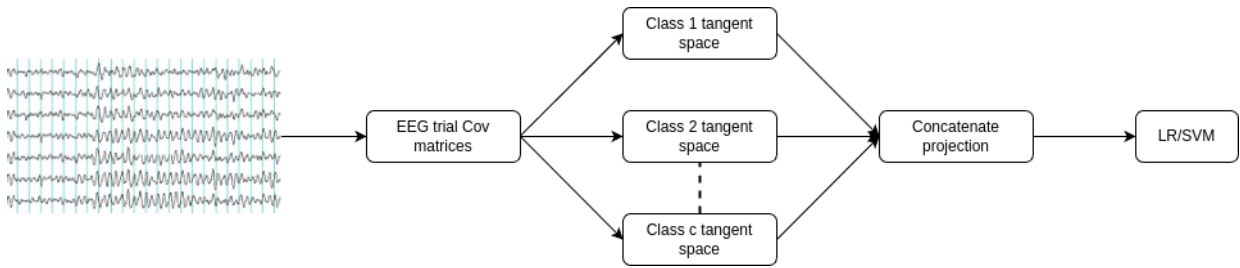 Class 1 tangent
space
EEG trial Cov
matrices
Class 2 tangent
space
Concatenate
projection
LR/SVM
Class c tangent
space